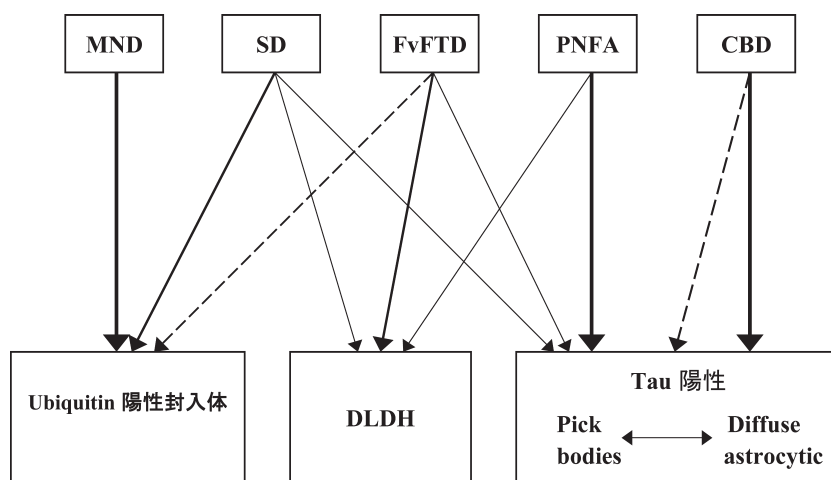 MND SD FvFTD PNFA CBD
Ubiquitin 陽性封入体
DLDH
Tau 陽性
Pick Diffuse
bodies astrocytic